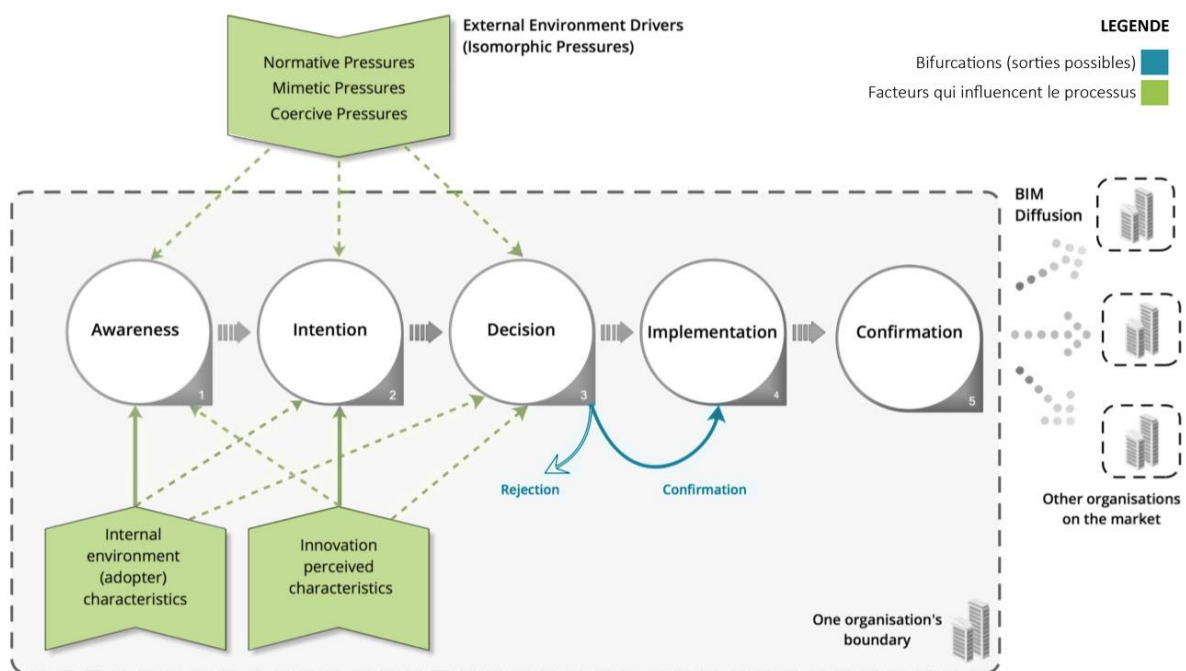 External Environment Drivers
(Isomorphic Pressures)
Normative Pressures
Mimetic Pressures
Coercive Pressures
LEGENDE
Bifurcations (sorties possibles)
Facteurs qui influencent le processus
BIM
Diffusion
Awareness
1
Intention
2
Decision
3
Implementation
4
Confirmation
5
Rejection
Confirmation
Internal
environment
(adopter)
characteristics
Innovation
perceived
characteristics
Other organisations
on the market
One organisation's
boundary